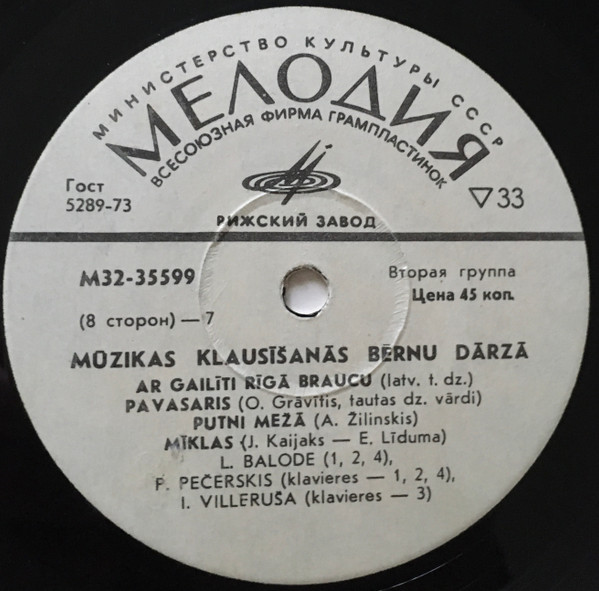 МИНИСТЕРСТВО КУЛЬТУРЫ СССР
МЕЛОДИЯ
ВСЕСОЮЗНАЯ ФИРМА ГРАМПЛАСТИНОК
Гост
5289-73
▽33
РИЖСКИЙ ЗАВОД
М32-35599
Вторая группа
Цена 45 коп.
(8 сторон) — 7
MŪZIKAS KLAUSĪŠANĀS BĒRNU DĀRZĀ
AR GAILĪTI RĪGĀ BRAUCU (latv. t. dz.)
PAVASARIS (O. Grāvītis, tautas dz. vārdi)
PUTNI MEŽĀ (A. Žilinskis)
MĪKLAS (J. Kaijaks — E. Līduma)
L. BALODE (1, 2, 4),
P. PEČERSKIS (klavieres — 1, 2, 4),
I. VILLERUŠA (klavieres — 3)